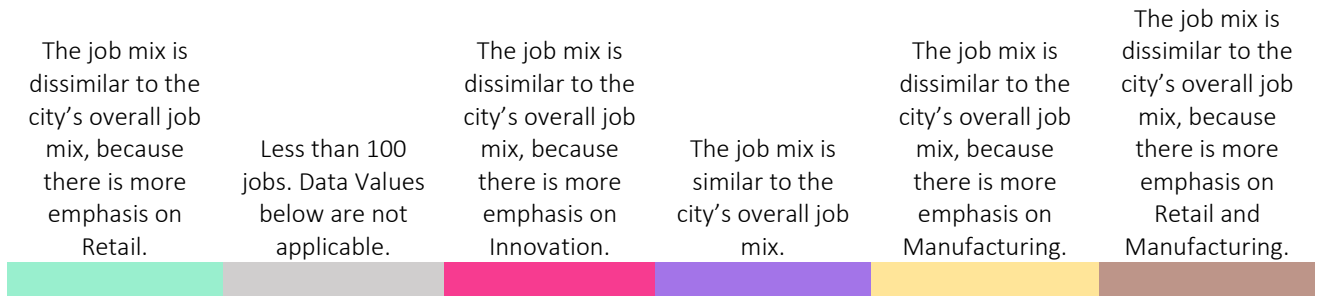 The job mix is
dissimilar to the
city’s overall job
mix, because
there is more
emphasis on
Retail.
Less than 100
jobs. Data Values
below are not
applicable.
The job mix is
dissimilar to the
city’s overall job
mix, because
there is more
emphasis on
Innovation.
The job mix is
similar to the
city’s overall job
mix.
The job mix is
dissimilar to the
city’s overall job
mix, because
there is more
emphasis on
Manufacturing.
The job mix is
dissimilar to the
city’s overall job
mix, because
there is more
emphasis on
Retail and
Manufacturing.